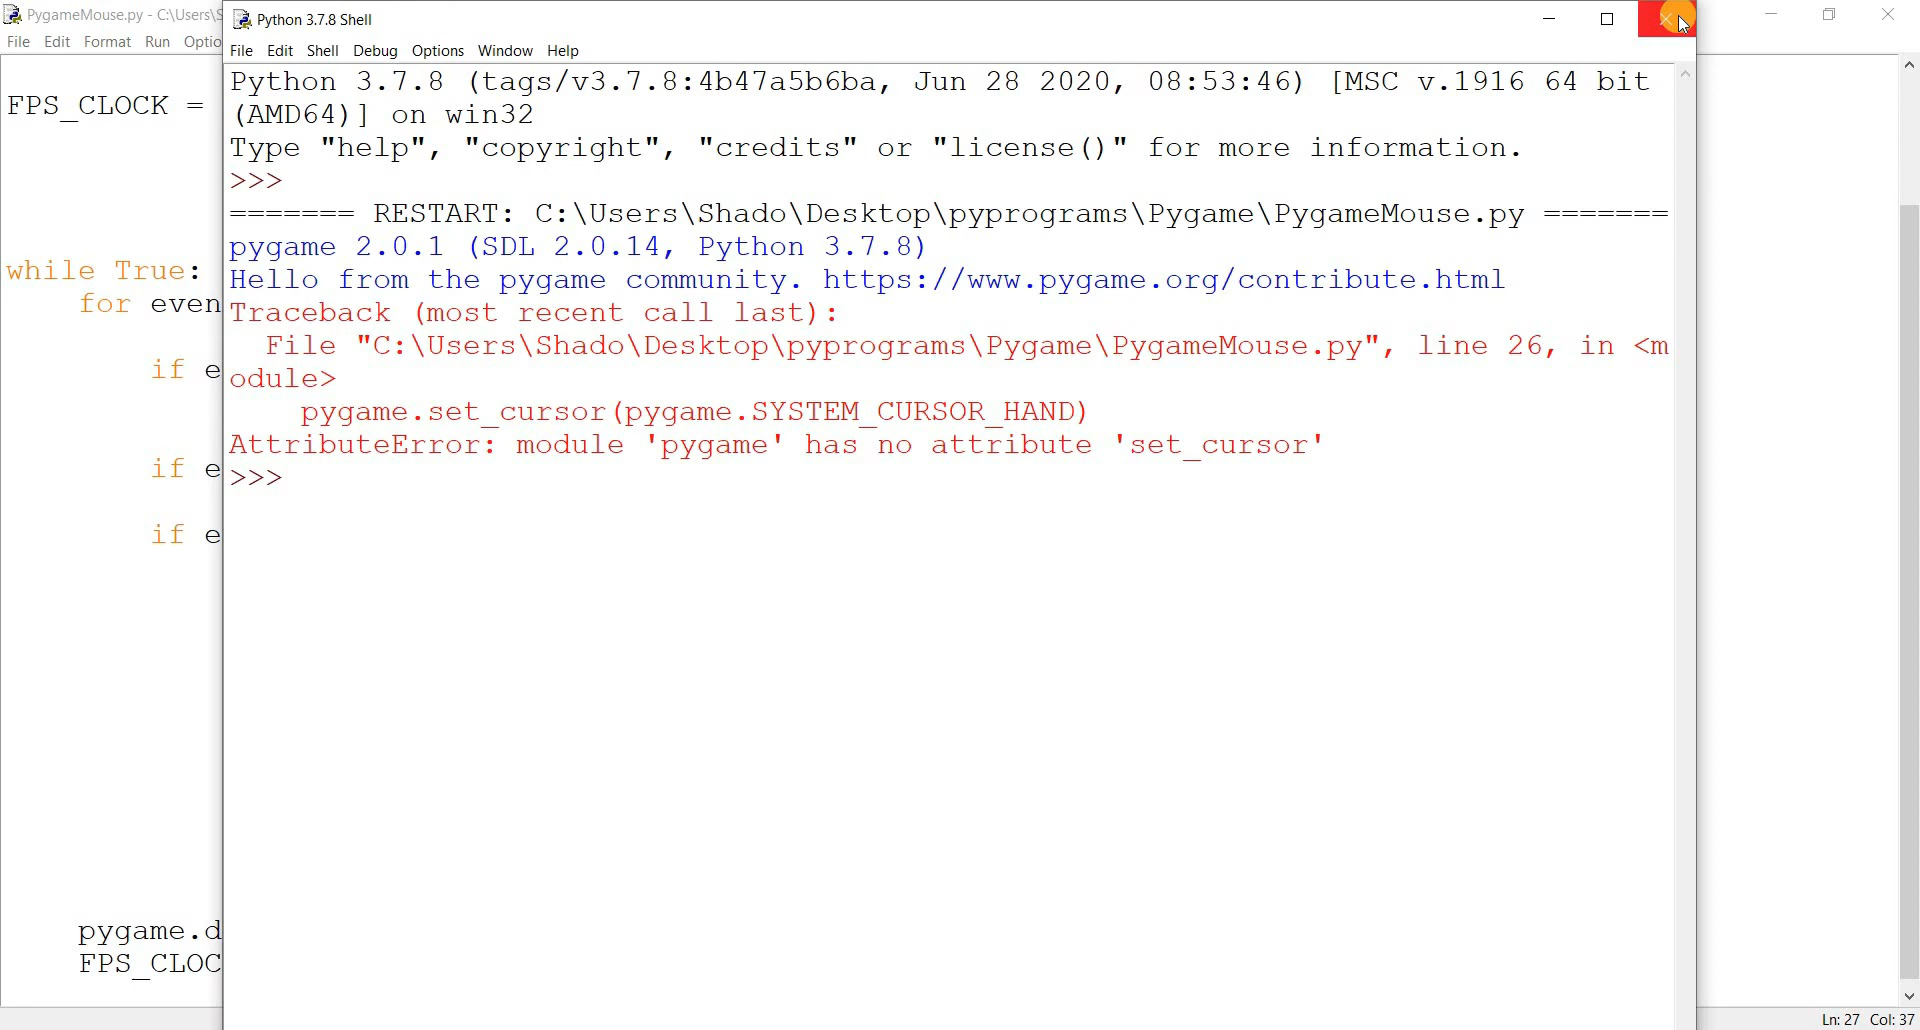 PygameMouse.py - C:\Users\S
File Edit Format Run Optio
FPS_CLOCK =
while True:
for even
if e
if e
if e
pygame.d
FPS_CLOC
Python 3.7.8 Shell
File Edit Shell Debug Options Window Help
Python 3.7.8 (tags/v3.7.8:4b47a5b6ba, Jun 28 2020, 08:53:46) [MSC v.1916 64 bit
(AMD64)] on win32
Type "help", "copyright", "credits" or "license()" for more information.
>>>
======= RESTART: C:\Users\Shado\Desktop\pyprograms\Pygame\PygameMouse.py =======
pygame 2.0.1 (SDL 2.0.14, Python 3.7.8)
Hello from the pygame community. https://www.pygame.org/contribute.html
Traceback (most recent call last):
File "C:\Users\Shado\Desktop\pyprograms\Pygame\PygameMouse.py", line 26, in <m
odule>
pygame.set_cursor(pygame.SYSTEM_CURSOR_HAND)
AttributeError: module 'pygame' has no attribute 'set_cursor'
>>>
Ln: 27 Col: 37